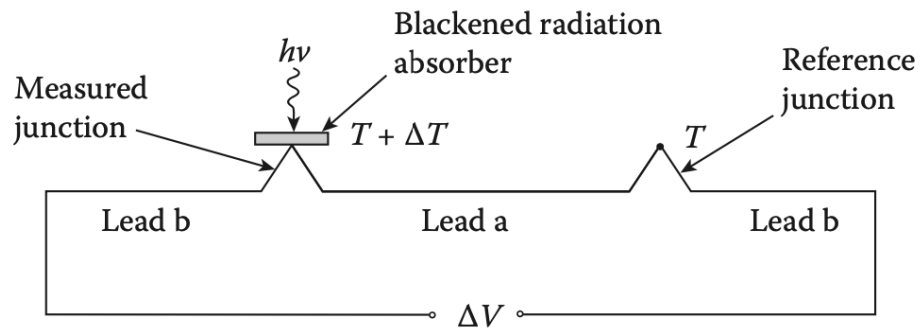 Blackened radiation
absorber
hν
Measured
junction
Reference
junction
T + ΔT
T
Lead b
Lead a
Lead b
ΔV